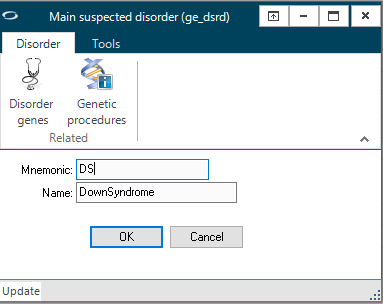 Main suspected disorder (ge_dsrd)
Disorder Tools
Disorder genes
Genetic procedures
Related
Mnemonic: DS
Name: DownSyndrome
OK Cancel
Update